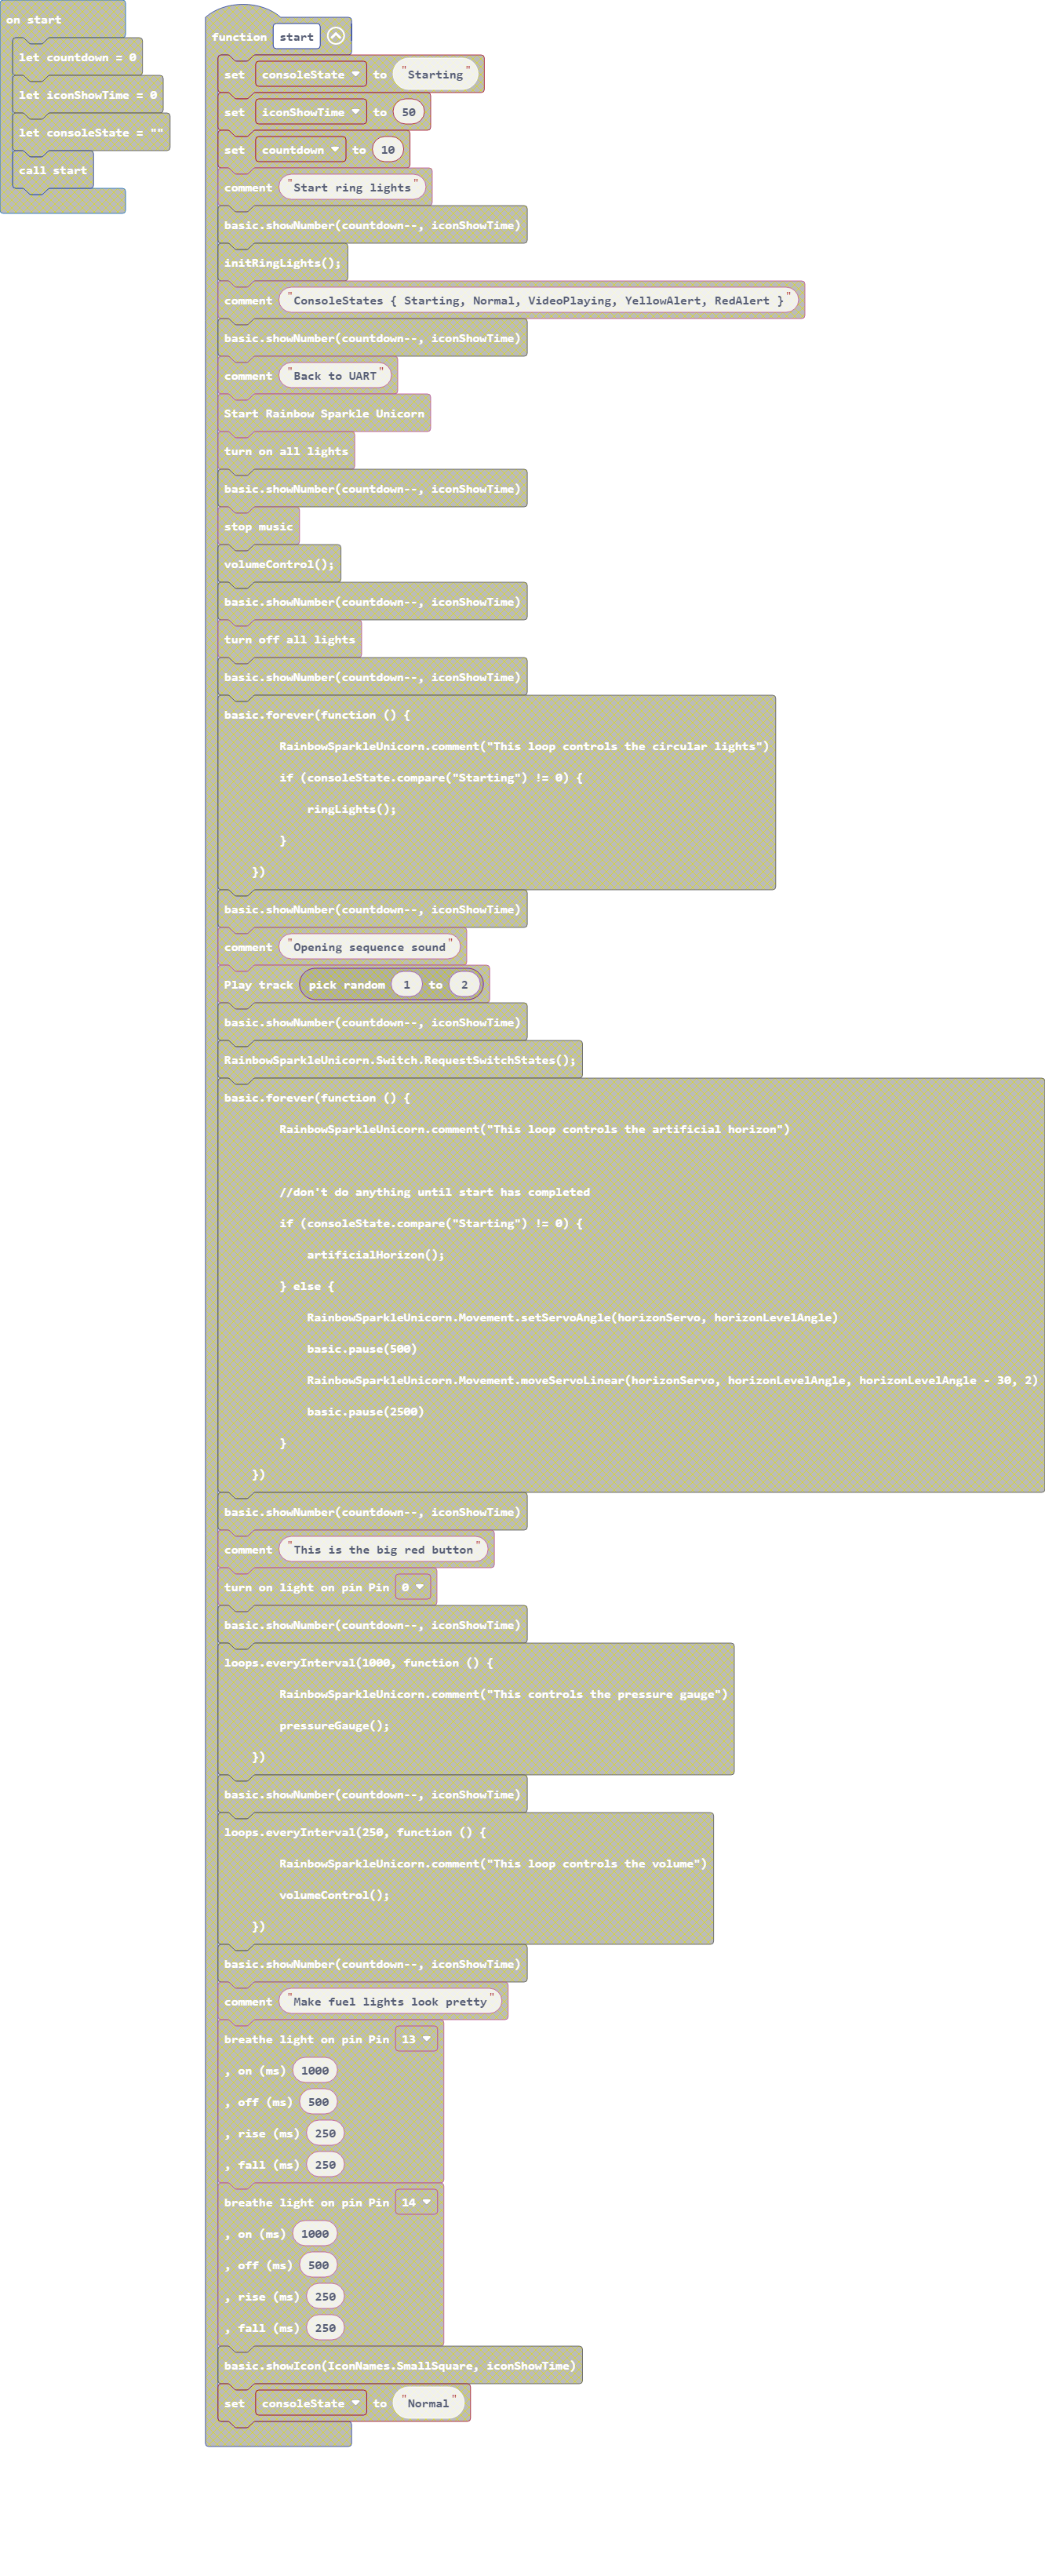 on start
let countdown = 0
let iconShowTime = 0
let consoleState = ""
call start
function start
set consoleState to "Starting"
set iconShowTime to 50
set countdown to 10
comment "Start ring lights"
basic.showNumber(countdown--, iconShowTime)
initRingLights();
comment "ConsoleStates { Starting, Normal, VideoPlaying, YellowAlert, RedAlert }"
basic.showNumber(countdown--, iconShowTime)
comment "Back to UART"
Start Rainbow Sparkle Unicorn
turn on all lights
basic.showNumber(countdown--, iconShowTime)
stop music
volumeControl();
basic.showNumber(countdown--, iconShowTime)
turn off all lights
basic.showNumber(countdown--, iconShowTime)
basic.forever(function () {
RainbowSparkleUnicorn.comment("This loop controls the circular lights")
if (consoleState.compare("Starting") != 0) {
ringLights();
}
})
basic.showNumber(countdown--, iconShowTime)
comment "Opening sequence sound"
Play track pick random 1 to 2
basic.showNumber(countdown--, iconShowTime)
RainbowSparkleUnicorn.Switch.RequestSwitchStates();
basic.forever(function () {
RainbowSparkleUnicorn.comment("This loop controls the artificial horizon")
//don't do anything until start has completed
if (consoleState.compare("Starting") != 0) {
artificialHorizon();
} else {
RainbowSparkleUnicorn.Movement.setServoAngle(horizonServo, horizonLevelAngle)
basic.pause(500)
RainbowSparkleUnicorn.Movement.moveServoLinear(horizonServo, horizonLevelAngle, horizonLevelAngle - 30, 2)
basic.pause(2500)
}
})
basic.showNumber(countdown--, iconShowTime)
comment "This is the big red button"
turn on light on pin Pin 0
basic.showNumber(countdown--, iconShowTime)
loops.everyInterval(1000, function () {
RainbowSparkleUnicorn.comment("This controls the pressure gauge")
pressureGauge();
})
basic.showNumber(countdown--, iconShowTime)
loops.everyInterval(250, function () {
RainbowSparkleUnicorn.comment("This loop controls the volume")
volumeControl();
})
basic.showNumber(countdown--, iconShowTime)
comment "Make fuel lights look pretty"
breathe light on pin Pin 13
, on (ms) 1000
, off (ms) 500
, rise (ms) 250
, fall (ms) 250
breathe light on pin Pin 14
, on (ms) 1000
, off (ms) 500
, rise (ms) 250
, fall (ms) 250
basic.showIcon(IconNames.SmallSquare, iconShowTime)
set consoleState to "Normal"